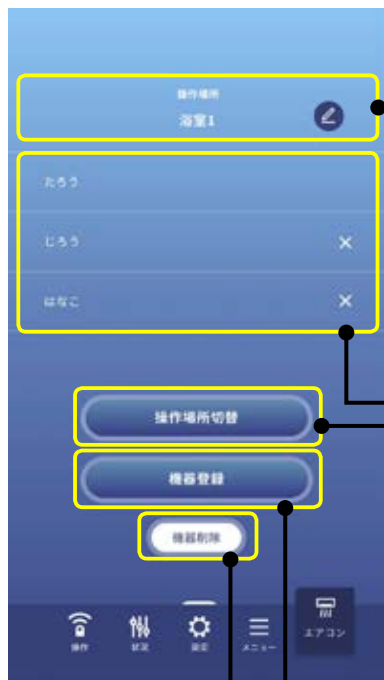 操作場所
浴室1
たろう
じろう
はなこ
操作場所切替
機器登録
機器削除
操作
状況
設定
メニュー
エアコン